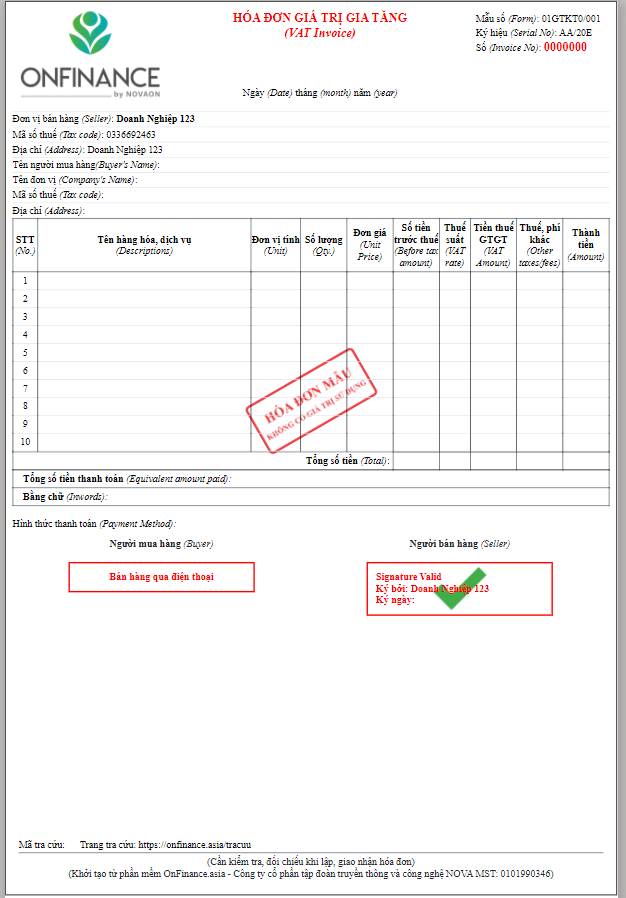 HÓA ĐƠN GIÁ TRỊ GIA TĂNG
(VAT Invoice)
Mẫu số (Form): 01GTKT0/001
Ký hiệu (Serial No): AA/20E
Số (Invoice No): 0000000
ONFINANCE
by NOVAON
Ngày (Date) tháng (month) năm (year)
Đơn vị bán hàng (Seller): Doanh Nghiệp 123
Mã số thuế (Tax code): 0336692463
Địa chỉ (Address): Doanh Nghiệp 123
Tên người mua hàng(Buyer's Name):
Tên đơn vị (Company's Name):
Mã số thuế (Tax code):
Địa chỉ (Address):
STT (No.) Tên hàng hóa, dịch vụ (Descriptions) Đơn vị tính (Unit) Số lượng (Qty.) Đơn giá (Unit Price) Số tiền trước thuế (Before tax amount) Thuế suất (VAT rate) Tiền thuế GTGT (VAT Amount) Thuế, phí khác (Other taxes/fees) Thành tiền (Amount)
1
2
3
4
5
6
7
8
9
10
HÓA ĐƠN MẪU
KHÔNG CÓ GIÁ TRỊ SỬ DỤNG
Tổng số tiền (Total):
Tổng số tiền thanh toán (Equivalent amount paid):
Bằng chữ (Inwords):
Hình thức thanh toán (Payment Method):
Người mua hàng (Buyer) Người bán hàng (Seller)
Bán hàng qua điện thoại
Signature Valid
Ký bởi: Doanh Nghiệp 123
Ký ngày:
Mã tra cứu: Trang tra cứu: https://onfinance.asia/tracuu
(Cần kiểm tra, đối chiếu khi lập, giao nhận hóa đơn)
(Khởi tạo từ phần mềm OnFinance.asia - Công ty cổ phần tập đoàn truyền thông và công nghệ NOVA MST: 0101990346)